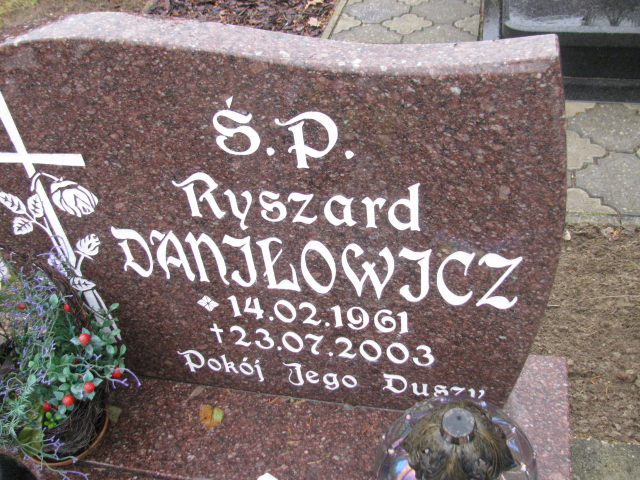 Ś.P.
Ryszard
DANIŁOWICZ
14.02.1961
23.07.2003
Pokój Jego Duszy